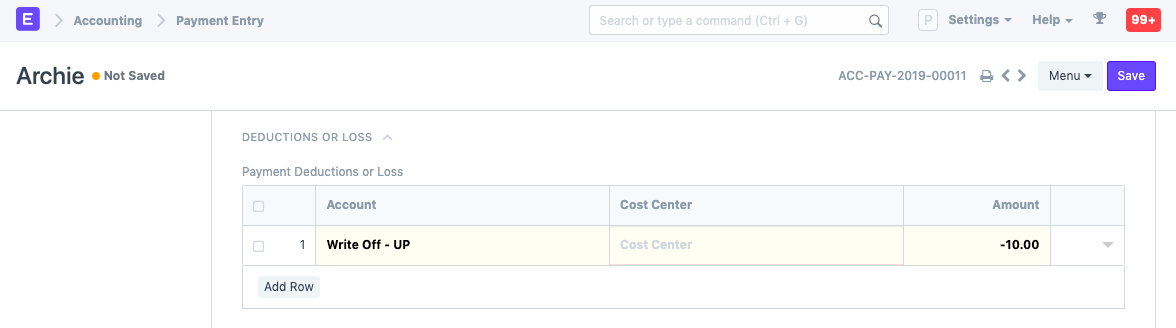 E Accounting Payment Entry Search or type a command (Ctrl + G) P Settings Help 99+
Archie Not Saved ACC-PAY-2019-00011 Menu Save
DEDUCTIONS OR LOSS
Payment Deductions or Loss
Account Cost Center Amount
1 Write Off - UP Cost Center -10.00
Add Row